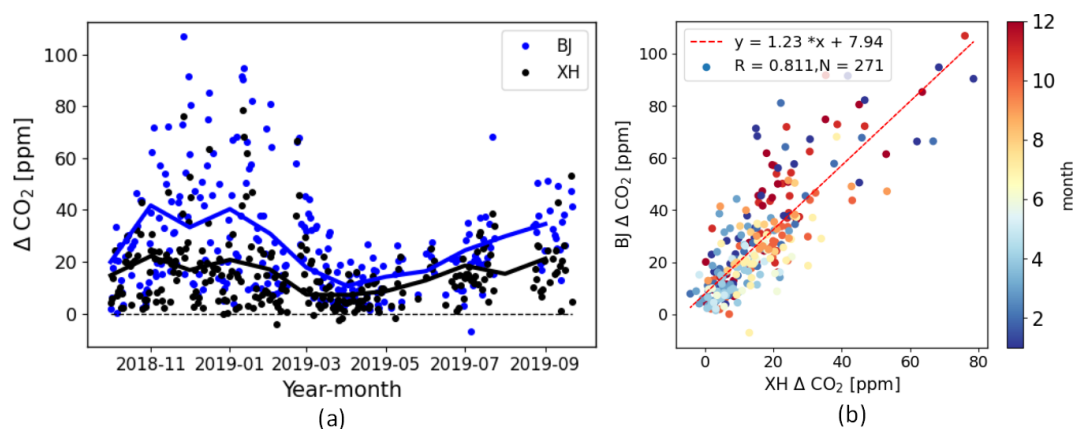 BJ
XH
100
80
60
40
20
0
Δ CO₂ [ppm]
2018-11 2019-01 2019-03 2019-05 2019-07 2019-09
Year-month
(a)
y = 1.23 *x + 7.94
R = 0.811,N = 271
100
80
60
40
20
0
BJ Δ CO₂ [ppm]
0 20 40 60 80
XH Δ CO₂ [ppm]
(b)
12
10
8
6
4
2
month